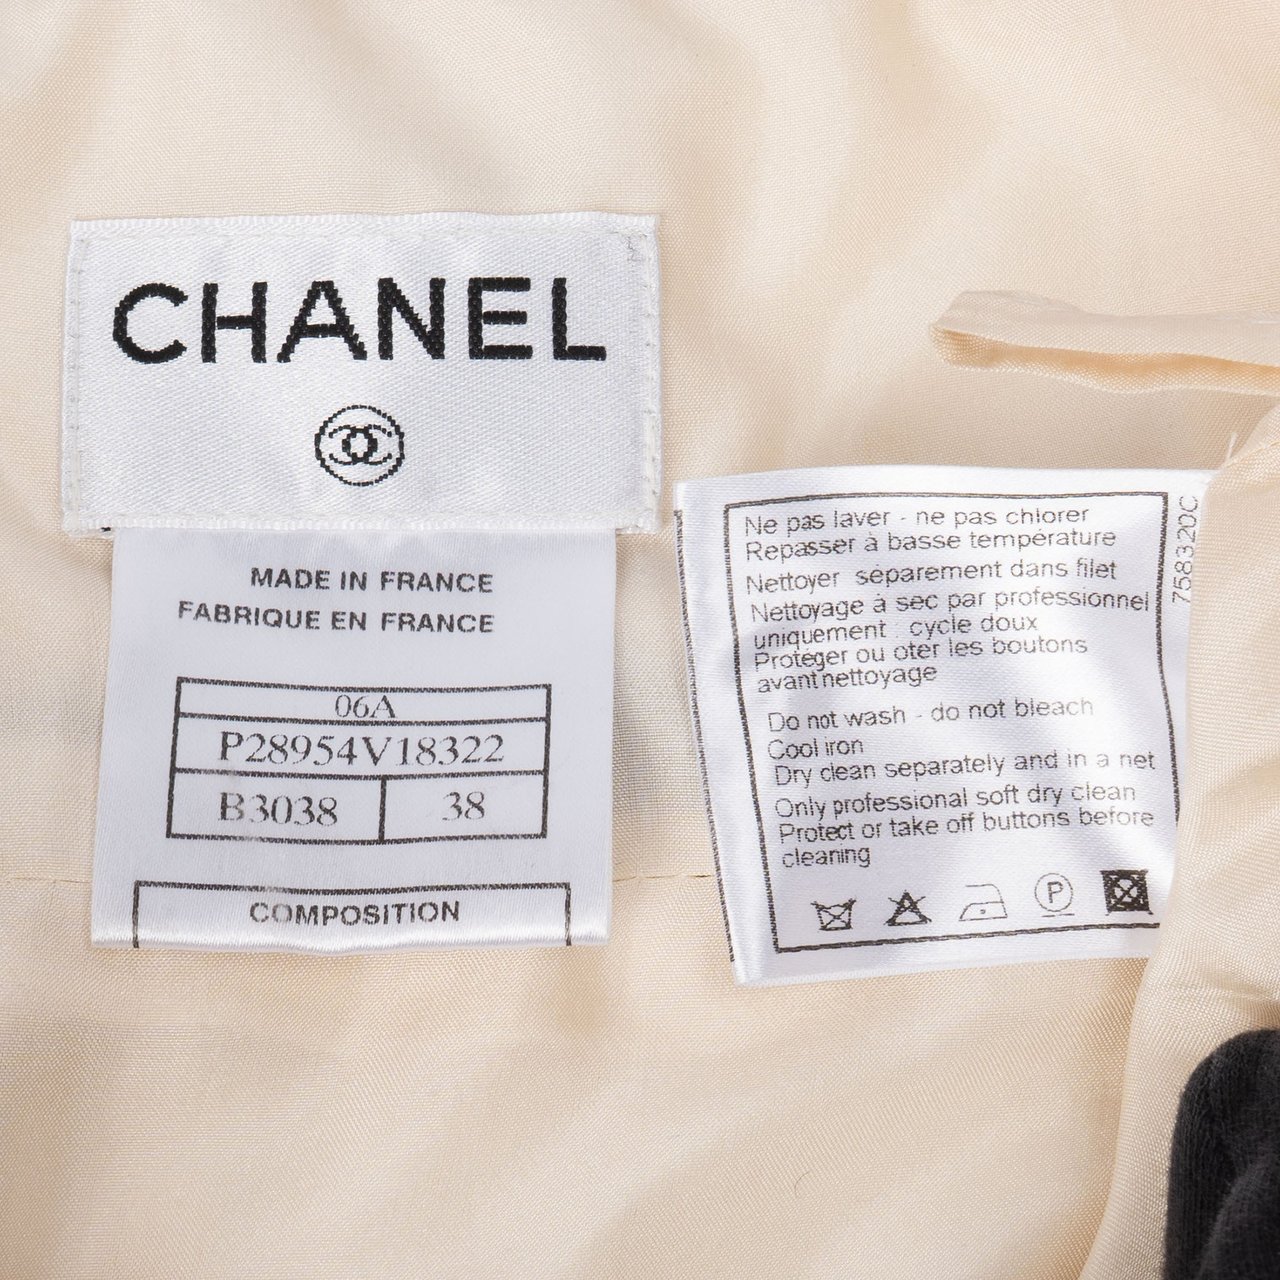 CHANEL
MADE IN FRANCE
FABRIQUE EN FRANCE
06A
P28954V18322
B3038 38
COMPOSITION
Ne pas laver - ne pas chlorer
Repasser à basse température
Nettoyer séparement dans filet
Nettoyage à sec par professionnel
uniquement : cycle doux
Protéger ou oter les boutons
avant nettoyage
Do not wash - do not bleach
Cool iron
Dry clean separately and in a net
Only professional soft dry clean
Protect or take off buttons before
cleaning
P
758320C